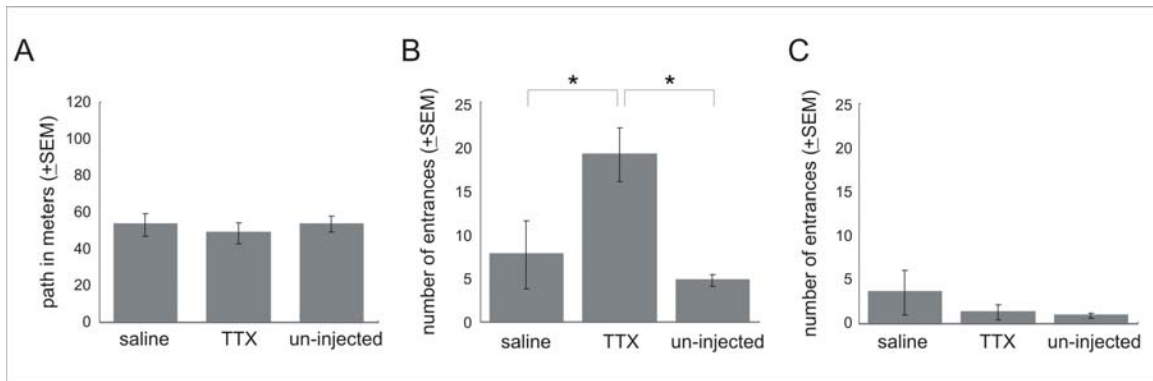 A
path in meters (±SEM)
120
100
80
60
40
20
0
saline
TTX
un-injected
B
number of entrances (±SEM)
25
20
15
10
5
0
*
*
saline
TTX
un-injected
C
number of entrances (±SEM)
25
20
15
10
5
0
saline
TTX
un-injected